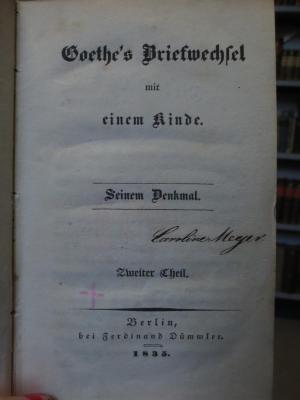 Goethe's Briefwechsel
mit
einem Kinde.
Seinem Denkmal.
Caroline Meyer.
Zweiter Theil.
Berlin,
bei Ferdinand Dümmler.
1835.